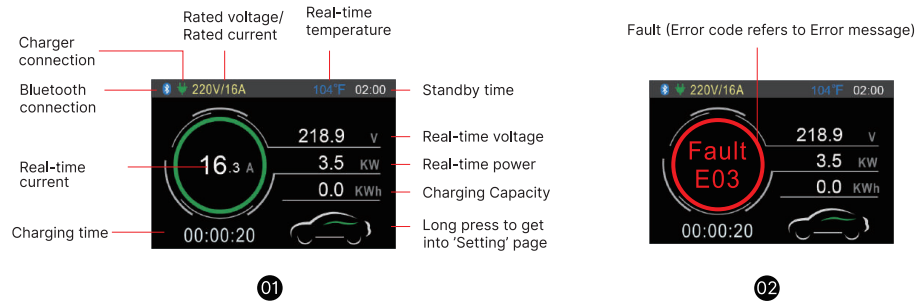 Rated voltage/
Rated current
Real-time
temperature
Charger
connection
Bluetooth
connection
220V/16A
104°F
02:00
Standby time
Real-time
current
16.3 A
218.9 V
Real-time voltage
3.5 KW
Real-time power
0.0 KWh
Charging Capacity
Charging time
00:00:20
Long press to get
into 'Setting' page
01
Fault (Error code refers to Error message)
220V/16A
104°F
02:00
Fault
E03
218.9 V
3.5 KW
0.0 KWh
00:00:20
02